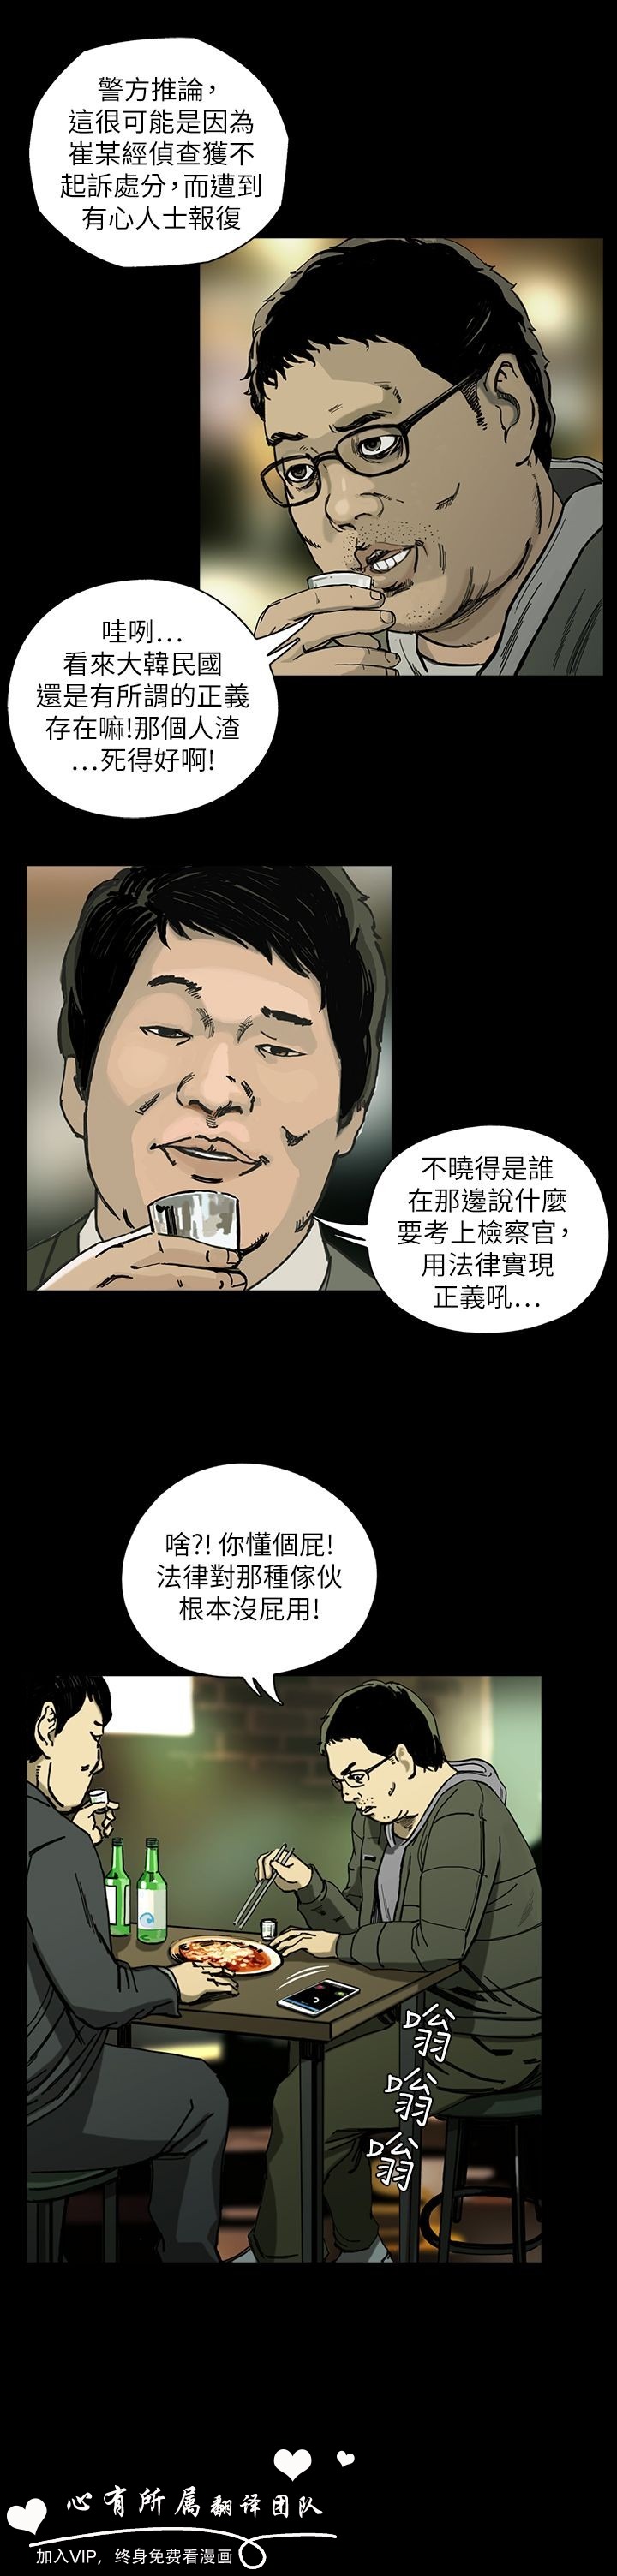 警方推論，
這很可能是因為
崔某經偵查獲不
起訴處分，而遭到
有心人士報復
哇咧…
看來大韓民國
還是有所謂的正義
存在嘛!那個人渣
…死得好啊!
不曉得是誰
在那邊說什麼
要考上檢察官，
用法律實現
正義吼…
啥?! 你懂個屁!
法律對那種傢伙
根本沒屁用!
嗡
嗡
嗡
心有所属翻译团队
加入VIP，终身免费看漫画